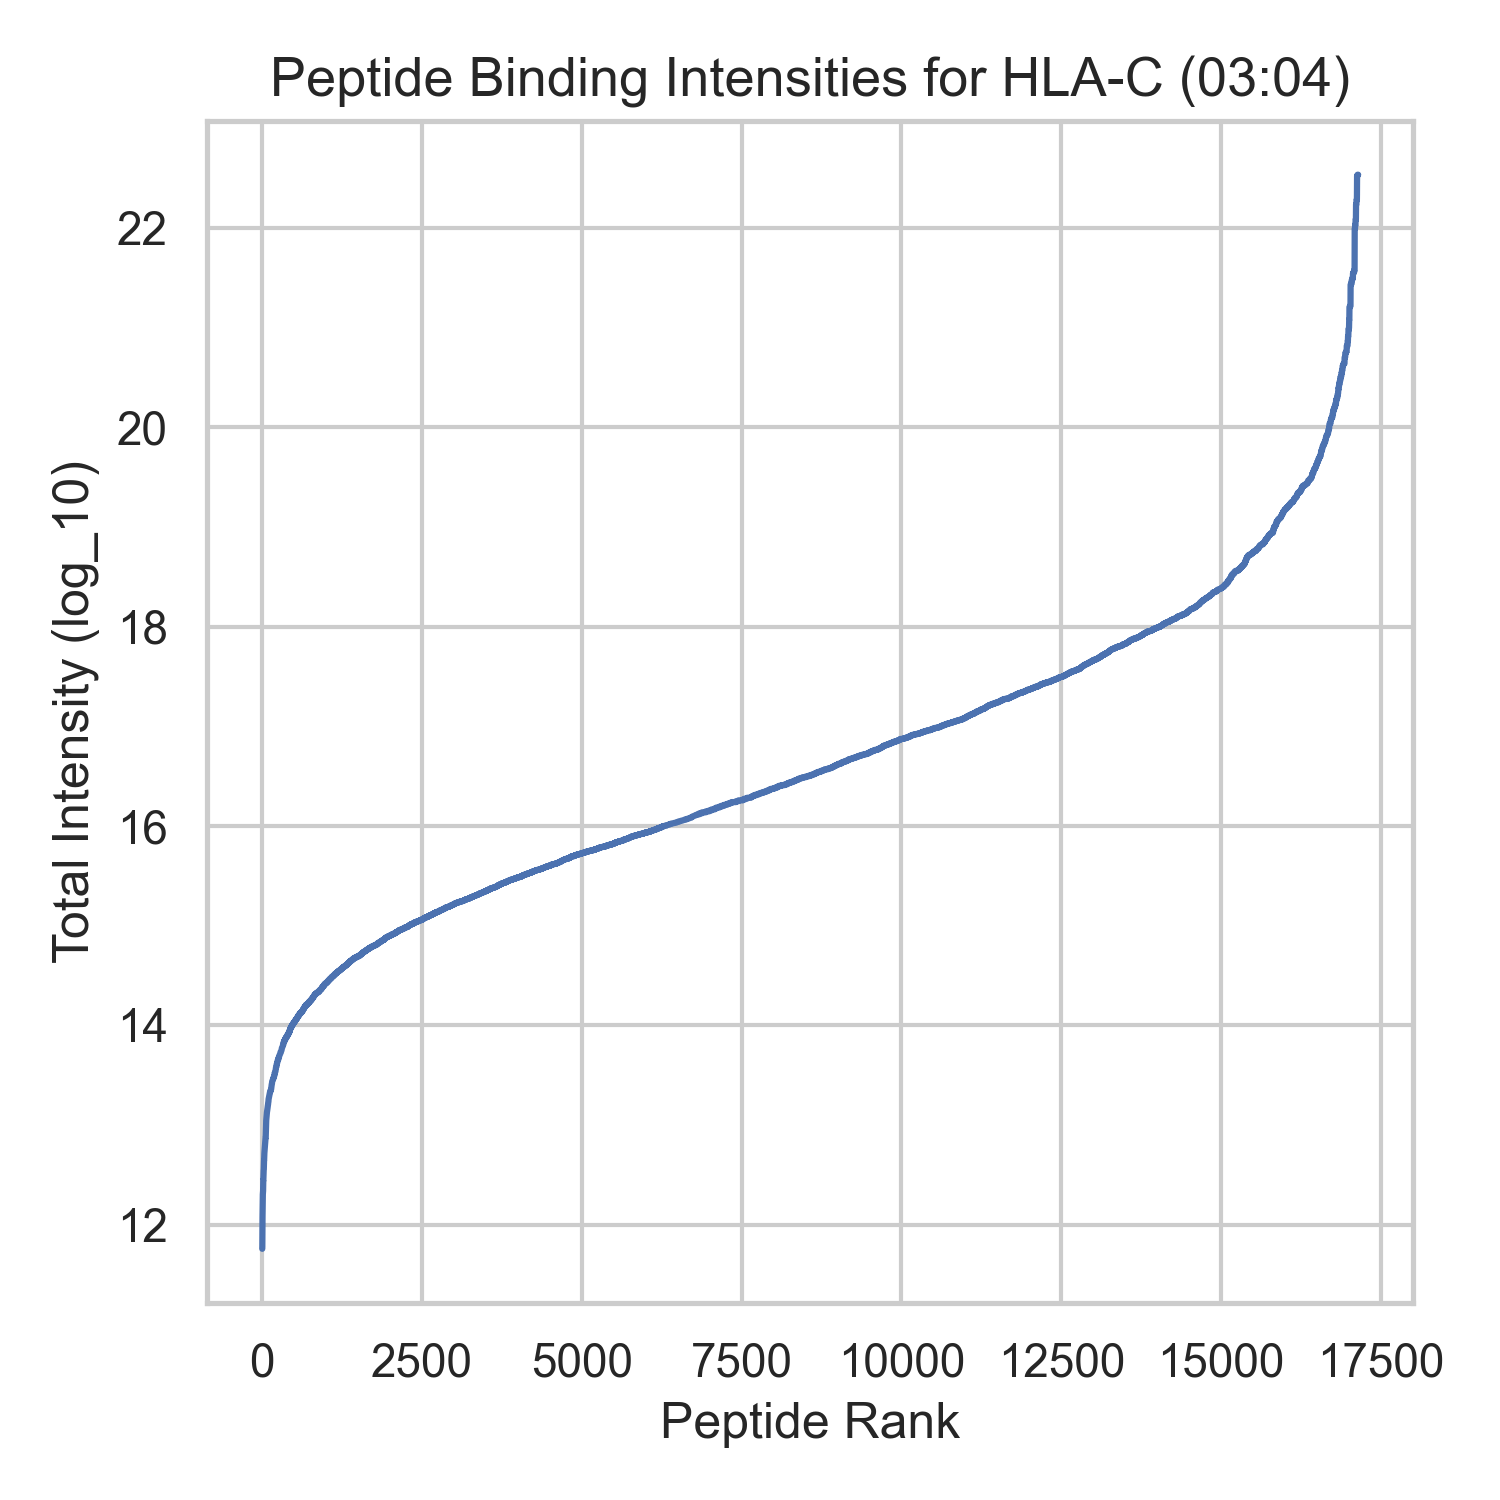 Peptide Binding Intensities for HLA-C (03:04)
Total Intensity (log_10)
22
20
18
16
14
12
0 2500 5000 7500 10000 12500 15000 17500
Peptide Rank